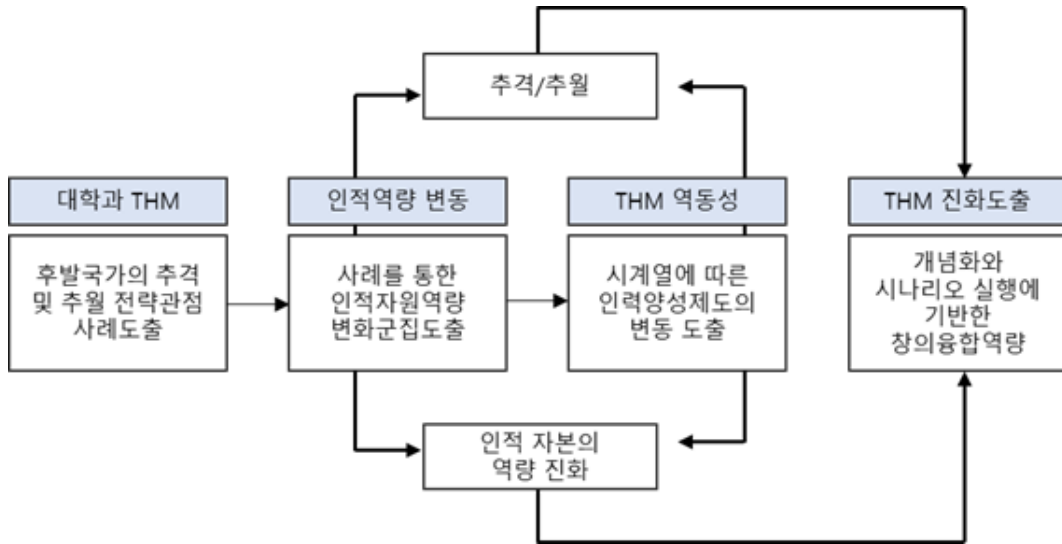 추격/추월
대학과 THM
인적역량 변동
THM 역동성
THM 진화도출
후발국가의 추격
및 추월 전략관점
사례도출
사례를 통한
인적자원역량
변화군집도출
시계열에 따른
인력양성제도의
변동 도출
개념화와
시나리오 실행에
기반한
창의융합역량
인적 자본의
역량 진화